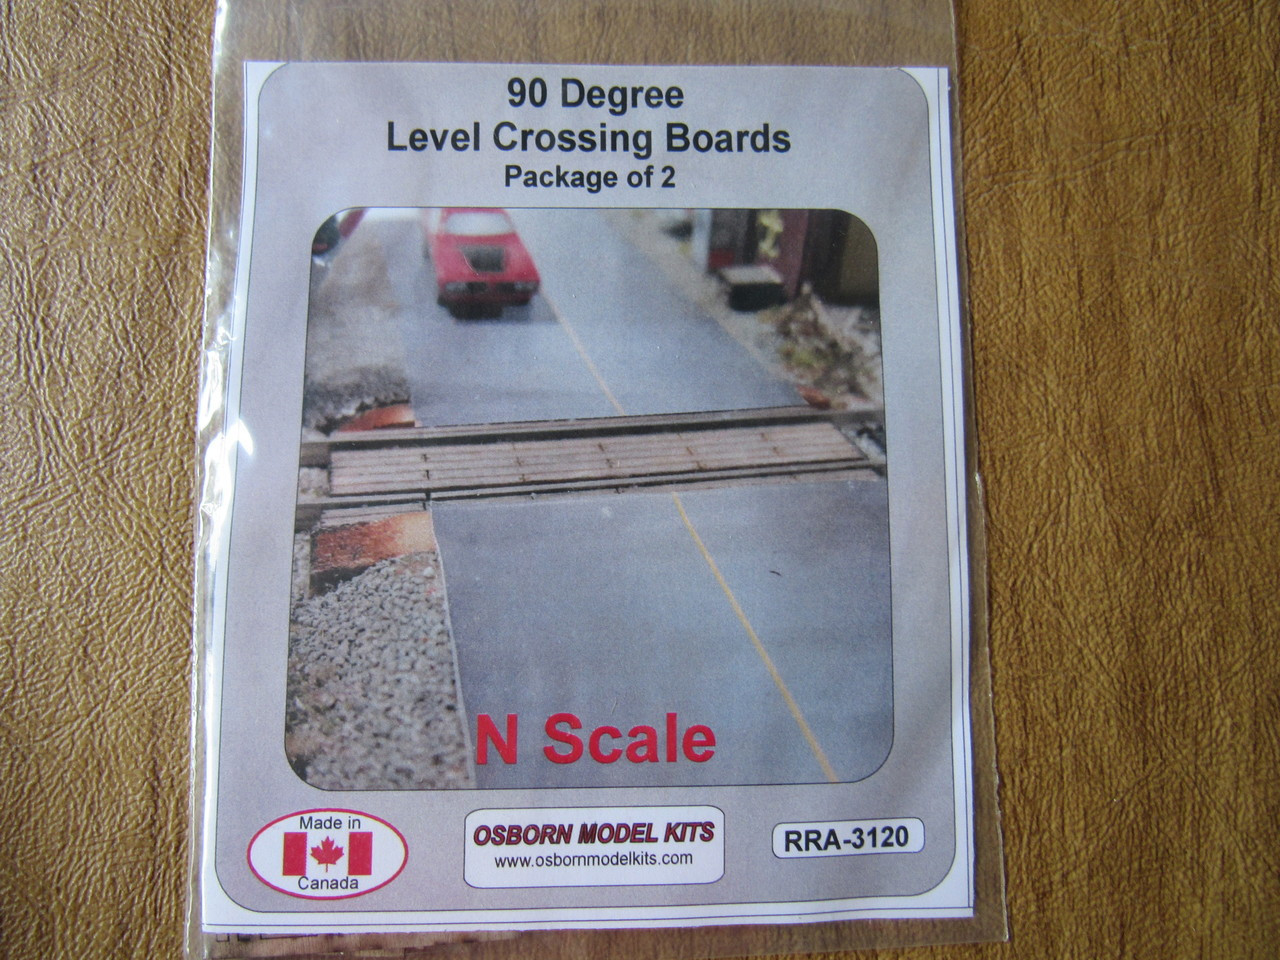 90 Degree
Level Crossing Boards
Package of 2
N Scale
Made in
Canada
OSBORN MODEL KITS
www.osbornmodelkits.com
RRA-3120